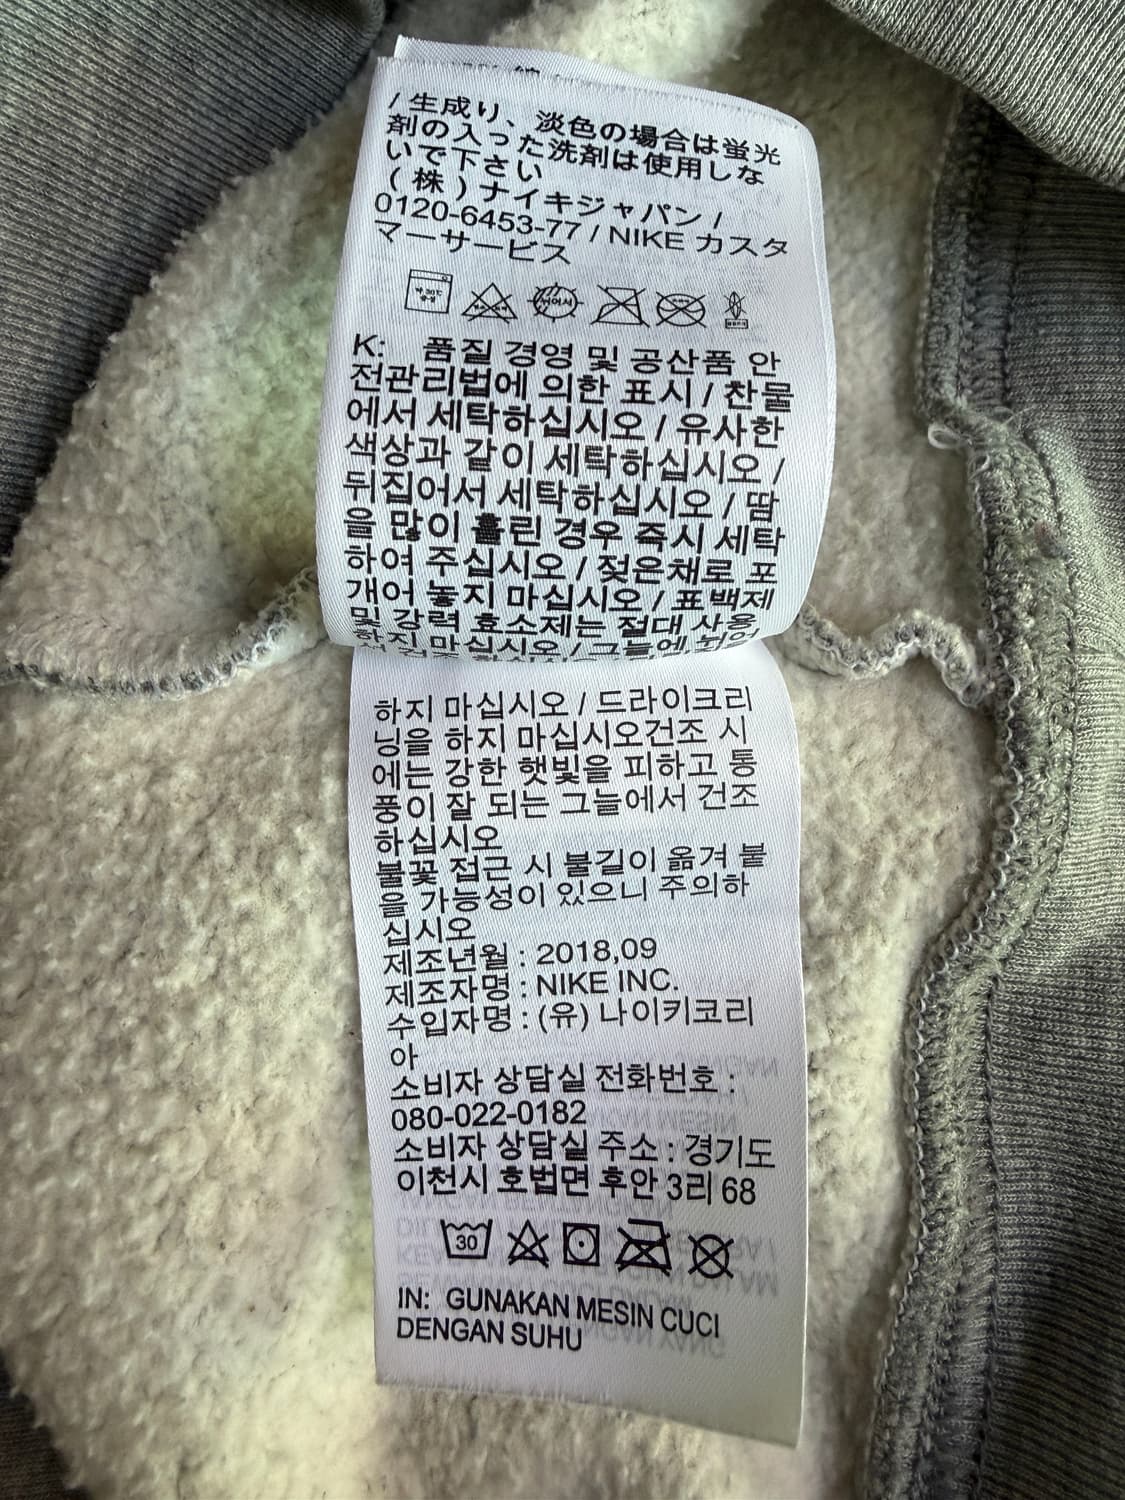 / 生成り、淡色の場合は蛍光
剤の入った洗剤は使用しな
いで下さい
(株)ナイキジャパン /
0120-6453-77 / NIKE カスタ
マーサービス
K: 품질 경영 및 공산품 안
전관리법에 의한 표시 / 찬물
에서 세탁하십시오 / 유사한
색상과 같이 세탁하십시오 /
뒤집어서 세탁하십시오 / 땀
을 많이 흘린 경우 즉시 세탁
하여 주십시오 / 젖은채로 포
개어 놓지 마십시오 / 표백제
및 강력 효소제는 절대 사용
하지 마십시오 / 그늘에 뉘어
하지 마십시오 / 드라이크리
닝을 하지 마십시오건조 시
에는 강한 햇빛을 피하고 통
풍이 잘 되는 그늘에서 건조
하십시오
불꽃 접근 시 불길이 옮겨 붙
을 가능성이 있으니 주의하
십시오
제조년월 : 2018,09
제조자명 : NIKE INC.
수입자명 : (유) 나이키코리
아
소비자 상담실 전화번호 :
080-022-0182
소비자 상담실 주소 : 경기도
이천시 호법면 후안 3리 68
30
IN: GUNAKAN MESIN CUCI
DENGAN SUHU